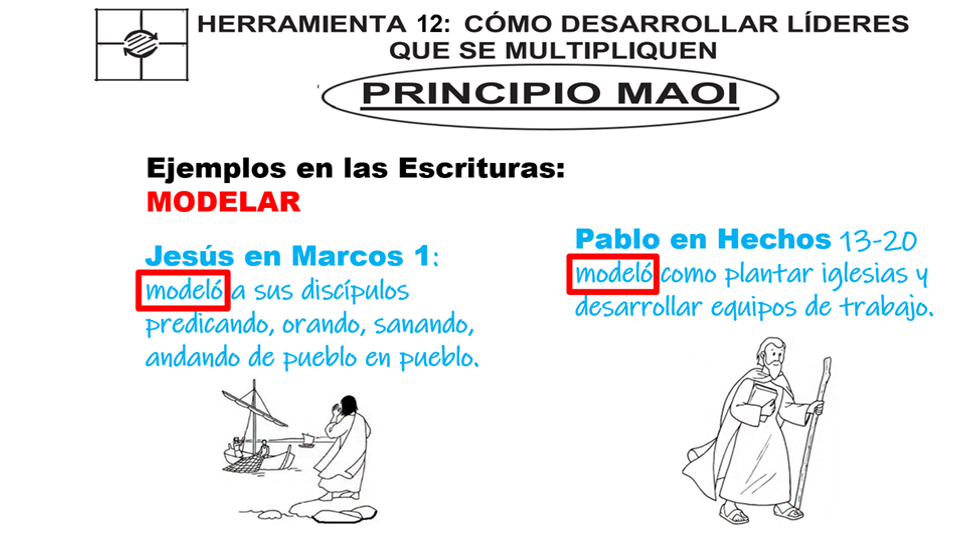 HERRAMIENTA 12: CÓMO DESARROLLAR LÍDERES
QUE SE MULTIPLIQUEN
PRINCIPIO MAOI
Ejemplos en las Escrituras:
MODELAR
Jesús en Marcos 1:
modeló a sus discípulos
predicando, orando, sanando,
andando de pueblo en pueblo.
Pablo en Hechos 13-20
modeló como plantar iglesias y
desarrollar equipos de trabajo.